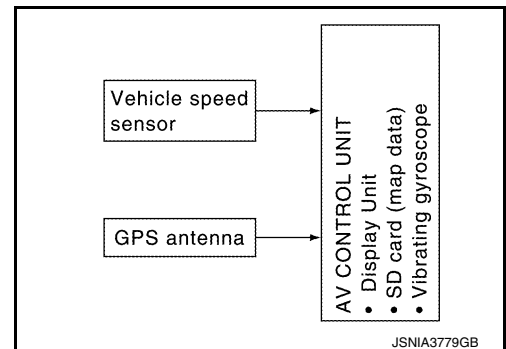 Vehicle speed
sensor
GPS antenna
AV CONTROL UNIT
• Display Unit
• SD card (map data)
• Vibrating gyroscope
JSNIA3779GB